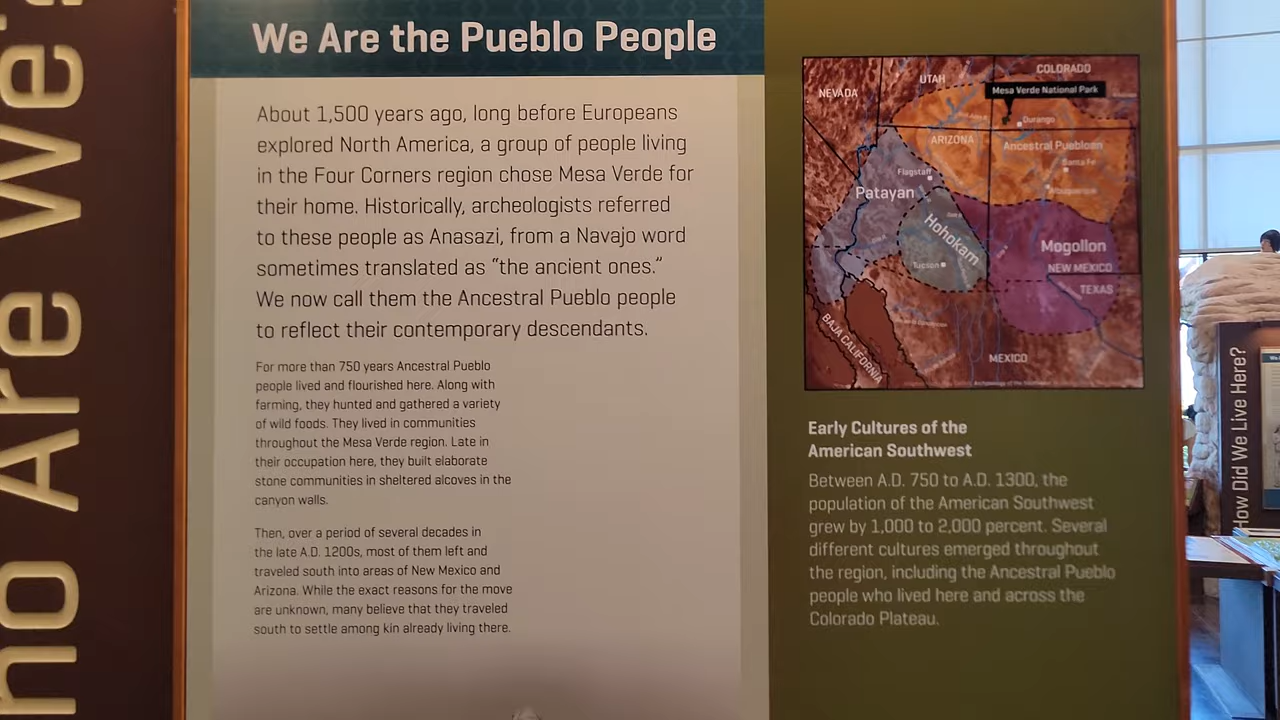 no Are We?
We Are the Pueblo People
About 1,500 years ago, long before Europeans
explored North America, a group of people living
in the Four Corners region chose Mesa Verde for
their home. Historically, archeologists referred
to these people as Anasazi, from a Navajo word
sometimes translated as “the ancient ones.”
We now call them the Ancestral Pueblo people
to reflect their contemporary descendants.
For more than 750 years Ancestral Pueblo
people lived and flourished here. Along with
farming, they hunted and gathered a variety
of wild foods. They lived in communities
throughout the Mesa Verde region. Late in
their occupation here, they built elaborate
stone communities in sheltered alcoves in the
canyon walls.
Then, over a period of several decades in
the late A.D. 1200s, most of them left and
traveled south into areas of New Mexico and
Arizona. While the exact reasons for the move
are unknown, many believe that they traveled
south to settle among kin already living there.
UTAH
COLORADO
NEVADA
Mesa Verde National Park
Durango
ARIZONA
Ancestral Puebloan
Santa Fe
Flagstaff
Albuquerque
Patayan
Hohokam
Mogollon
Tucson
NEW MEXICO
TEXAS
BAJA CALIFORNIA
MEXICO
Early Cultures of the
American Southwest
Between A.D. 750 to A.D. 1300, the
population of the American Southwest
grew by 1,000 to 2,000 percent. Several
different cultures emerged throughout
the region, including the Ancestral Pueblo
people who lived here and across the
Colorado Plateau.
How Did We Live Here?